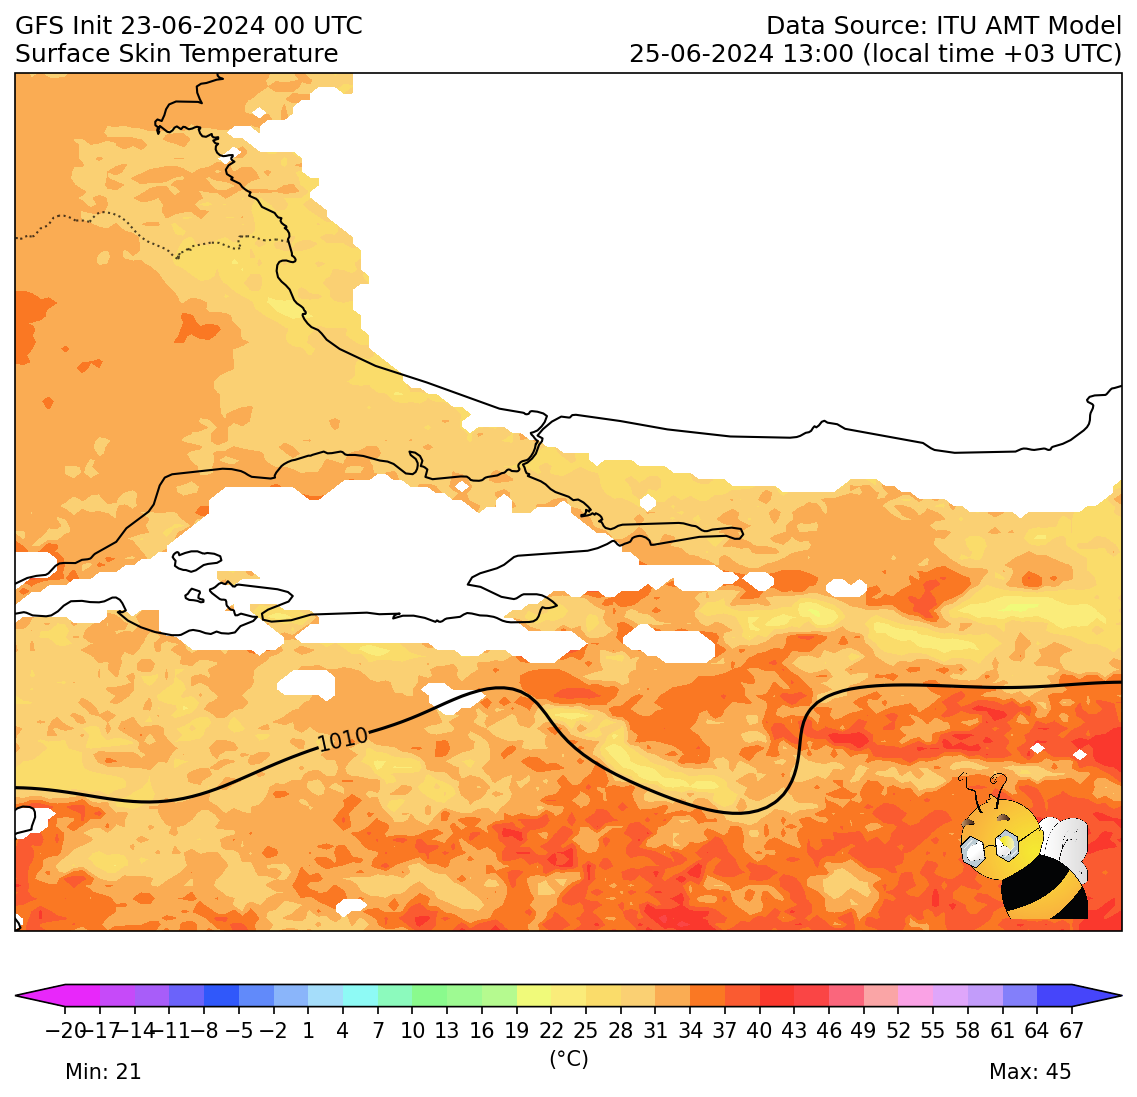 GFS Init 23-06-2024 00 UTC
Surface Skin Temperature
Data Source: ITU AMT Model
25-06-2024 13:00 (local time +03 UTC)
1010
−20 −17 −14 −11 −8 −5 −2 1 4 7 10 13 16 19 22 25 28 31 34 37 40 43 46 49 52 55 58 61 64 67
(°C)
Min: 21
Max: 45